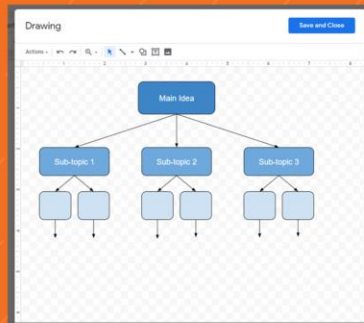 Drawing
Save and Close
Actions
Main Idea
Sub-topic 1
Sub-topic 2
Sub-topic 3